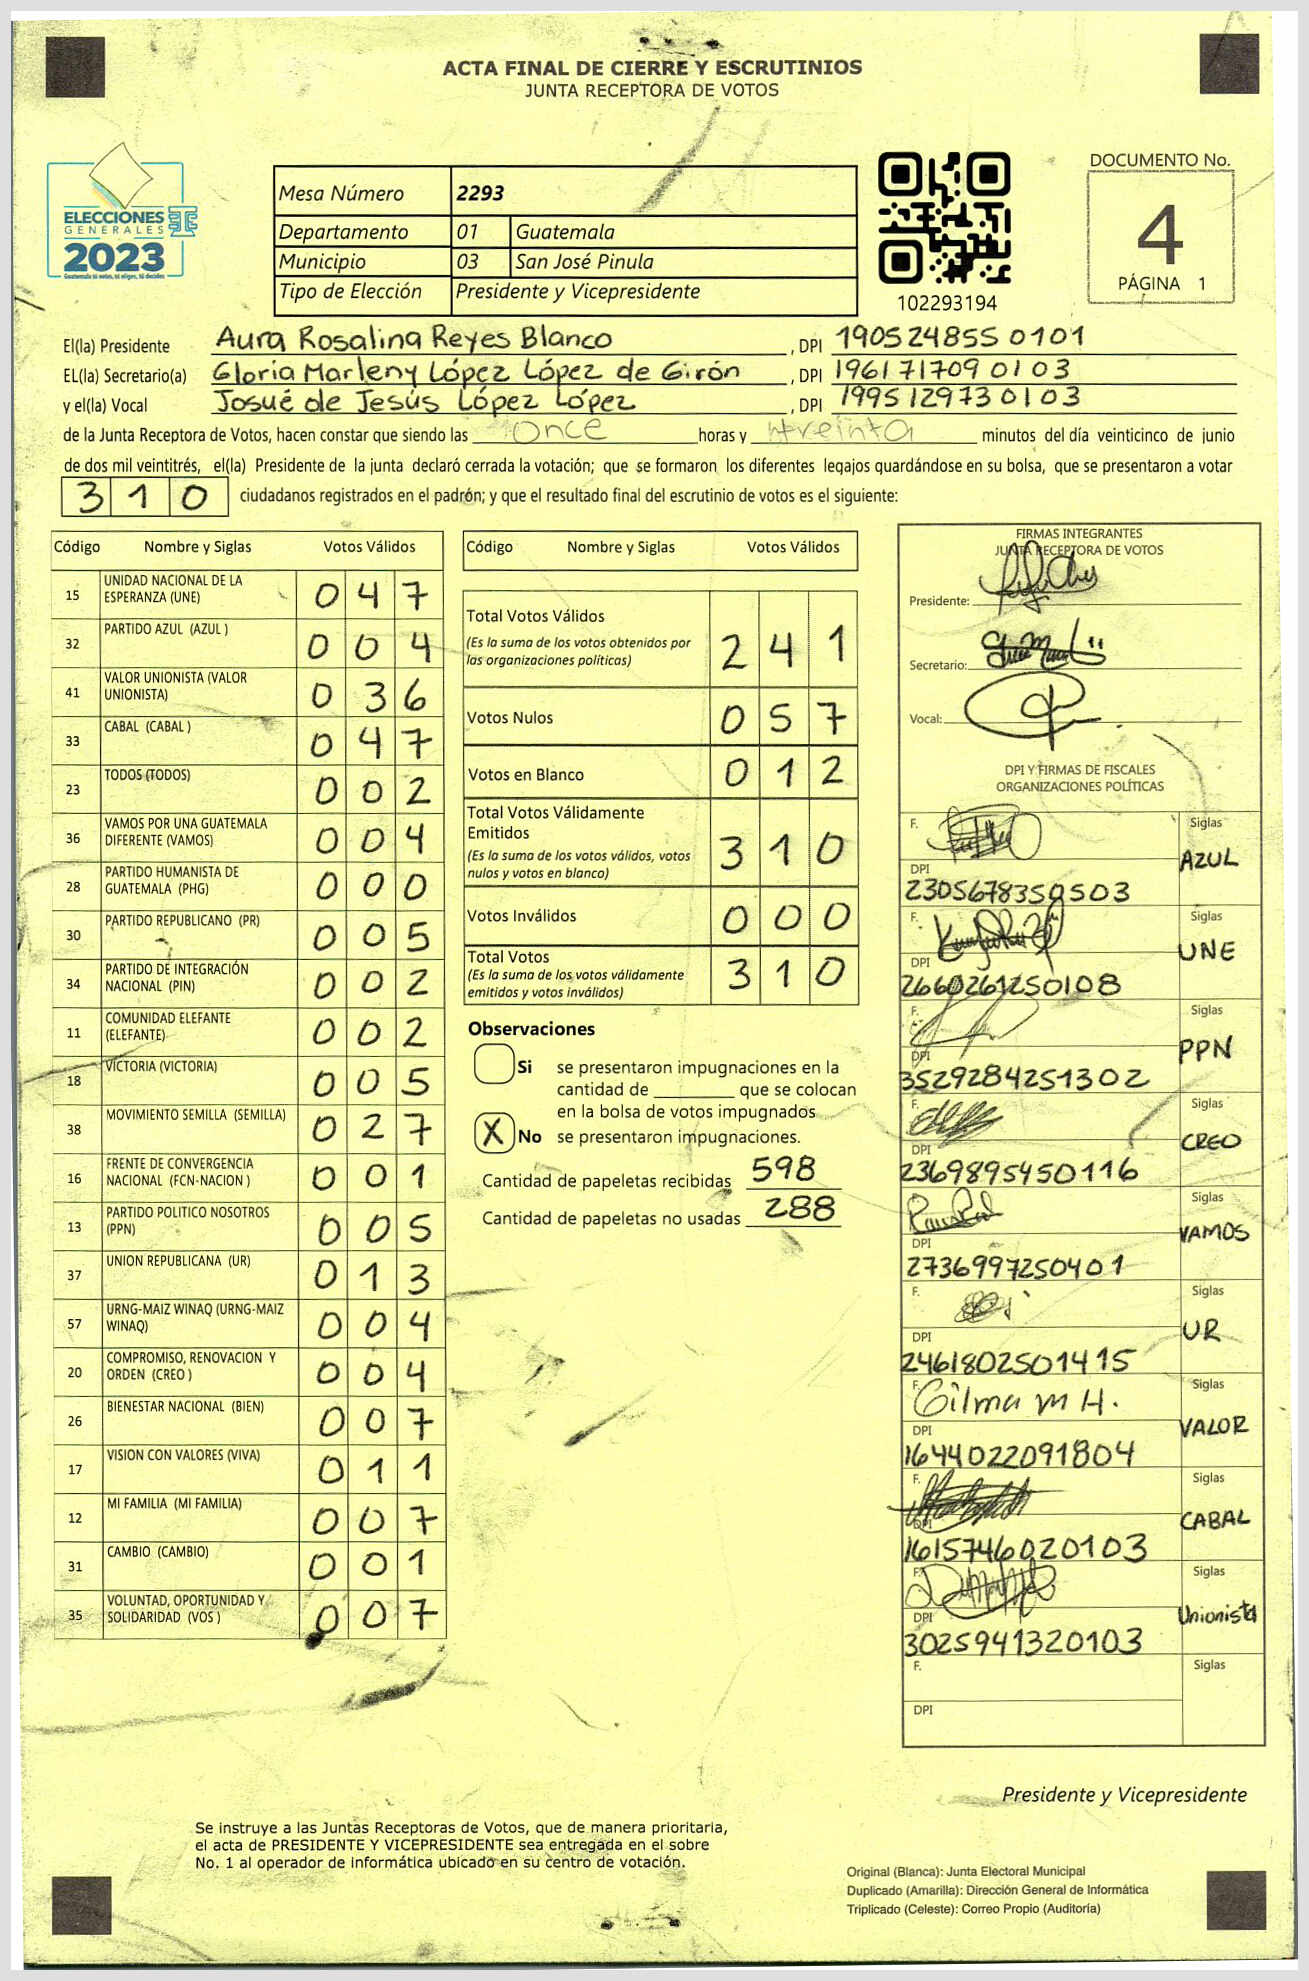 ACTA FINAL DE CIERRE Y ESCRUTINIOS
JUNTA RECEPTORA DE VOTOS
ELECCIONES
GENERALES
2023
Mesa Número 2293
Departamento 01 Guatemala
Municipio 03 San José Pinula
Tipo de Elección Presidente y Vicepresidente
102293194
DOCUMENTO No.
4
PÁGINA 1
El(la) Presidente Aura Rosalina Reyes Blanco, DPI 190524855 0101
EL(la) Secretario(a) Gloria Marleny López López de Girón, DPI 196171709 0103
y el(la) Vocal Josué de Jesús López López, DPI 199512973 0103
de la Junta Receptora de Votos, hacen constar que siendo las once horas y treinta minutos del día veinticinco de junio
de dos mil veintitrés, el(la) Presidente de la junta declaró cerrada la votación; que se formaron los diferentes legajos guardándose en su bolsa, que se presentaron a votar
310 ciudadanos registrados en el padrón; y que el resultado final del escrutinio de votos es el siguiente:
Código Nombre y Siglas Votos Válidos
15 UNIDAD NACIONAL DE LA ESPERANZA (UNE) 0 4 7
32 PARTIDO AZUL (AZUL ) 0 0 4
41 VALOR UNIONISTA (VALOR UNIONISTA) 0 3 6
33 CABAL (CABAL ) 0 4 7
23 TODOS (TODOS) 0 0 2
36 VAMOS POR UNA GUATEMALA DIFERENTE (VAMOS) 0 0 4
28 PARTIDO HUMANISTA DE GUATEMALA (PHG) 0 0 0
30 PARTIDO REPUBLICANO (PR) 0 0 5
34 PARTIDO DE INTEGRACIÓN NACIONAL (PIN) 0 0 2
11 COMUNIDAD ELEFANTE (ELEFANTE) 0 0 2
18 VICTORIA (VICTORIA) 0 0 5
38 MOVIMIENTO SEMILLA (SEMILLA) 0 2 7
16 FRENTE DE CONVERGENCIA NACIONAL (FCN-NACION ) 0 0 1
13 PARTIDO POLITICO NOSOTROS (PPN) 0 0 5
37 UNION REPUBLICANA (UR) 0 1 3
57 URNG-MAIZ WINAQ (URNG-MAIZ WINAQ) 0 0 4
20 COMPROMISO, RENOVACION Y ORDEN (CREO ) 0 0 4
26 BIENESTAR NACIONAL (BIEN) 0 0 7
17 VISION CON VALORES (VIVA) 0 1 1
12 MI FAMILIA (MI FAMILIA) 0 0 7
31 CAMBIO (CAMBIO) 0 0 1
35 VOLUNTAD, OPORTUNIDAD Y SOLIDARIDAD (VOS ) 0 0 7
Código Nombre y Siglas Votos Válidos
Total Votos Válidos 2 4 1
(Es la suma de los votos obtenidos por
las organizaciones políticas)
Votos Nulos 0 5 7
Votos en Blanco 0 1 2
Total Votos Válidamente
Emitidos 3 1 0
(Es la suma de los votos válidos, votos
nulos y votos en blanco)
Votos Inválidos 0 0 0
Total Votos 3 1 0
(Es la suma de los votos válidamente
emitidos y votos inválidos)
Observaciones
Si se presentaron impugnaciones en la
cantidad de ________ que se colocan
en la bolsa de votos impugnados
X No se presentaron impugnaciones.
Cantidad de papeletas recibidas 598
Cantidad de papeletas no usadas 288
FIRMAS INTEGRANTES
JUNTA RECEPTORA DE VOTOS
Presidente:
Secretario:
Vocal:
DPI Y FIRMAS DE FISCALES
ORGANIZACIONES POLÍTICAS
F. Siglas AZUL
DPI 2305678350503
F. Siglas UNE
DPI 2660261250108
F. Siglas PPN
DPI 3529284251302
F. Siglas CREO
DPI 2369895450116
F. Siglas VAMOS
DPI 2736997250401
F. Siglas UR
DPI 2461802501415
F. Gilma M H. Siglas VALOR
DPI 1644022091804
F. Siglas CABAL
DPI 1615746020103
F. Siglas Unionista
DPI 3025941320103
F. Siglas
DPI
Presidente y Vicepresidente
Se instruye a las Juntas Receptoras de Votos, que de manera prioritaria,
el acta de PRESIDENTE Y VICEPRESIDENTE sea entregada en el sobre
No. 1 al operador de informática ubicado en su centro de votación.
Original (Blanca): Junta Electoral Municipal
Duplicado (Amarilla): Dirección General de Informática
Triplicado (Celeste): Correo Propio (Auditoría)